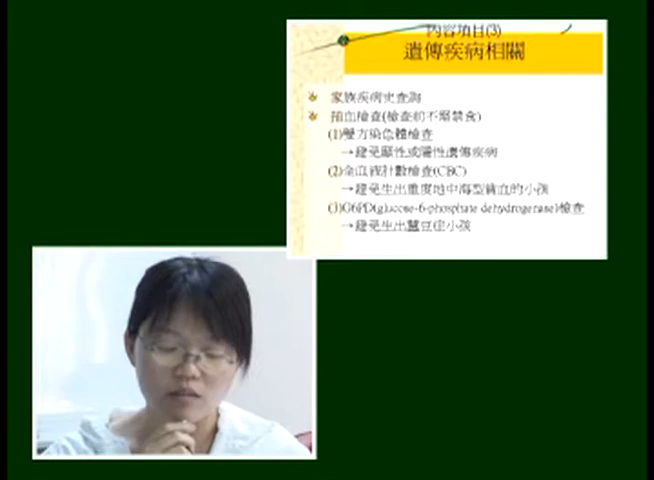 內容項目(3)
遺傳疾病相關
家族疾病史查詢
抽血檢查(檢查前不需禁食)
(1)雙方染色體檢查
→避免顯性或隱性遺傳疾病
(2)全血液計數檢查(CBC)
→避免生出重度地中海型貧血的小孩
(3)G6PD(glucose-6-phosphate dehydrogenase)檢查
→避免生出蠶豆症小孩